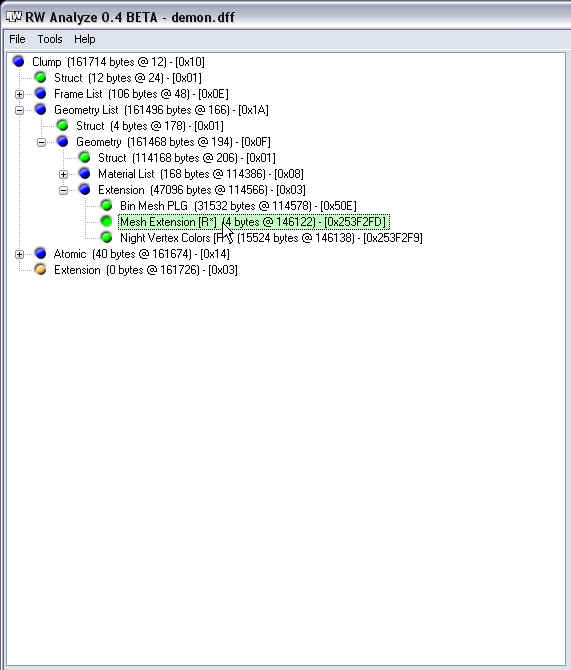 RW Analyze 0.4 BETA - demon.dff
File Tools Help
Clump (161714 bytes @ 12) - [0x10]
Struct (12 bytes @ 24) - [0x01]
Frame List (106 bytes @ 48) - [0x0E]
Geometry List (161496 bytes @ 166) - [0x1A]
Struct (4 bytes @ 178) - [0x01]
Geometry (161468 bytes @ 194) - [0x0F]
Struct (114168 bytes @ 206) - [0x01]
Material List (168 bytes @ 114386) - [0x08]
Extension (47096 bytes @ 114566) - [0x03]
Bin Mesh PLG (31532 bytes @ 114578) - [0x50E]
Mesh Extension [R*] (4 bytes @ 146122) - [0x253F2FD]
Night Vertex Colors (15524 bytes @ 146138) - [0x253F2F9]
Atomic (40 bytes @ 161674) - [0x14]
Extension (0 bytes @ 161726) - [0x03]